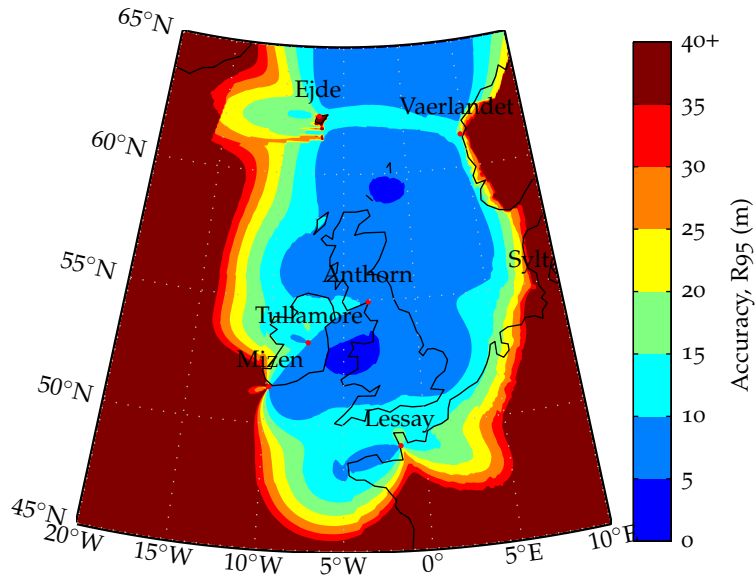 65°N
60°N
55°N
50°N
45°N
20°W
15°W
10°W
5°W
0°
5°E
10°E
Ejde
Vaerlandet
Sylt
Anthorn
Tullamore
Mizen
Lessay
40+
35
30
25
20
15
10
5
0
Accuracy, R95 (m)